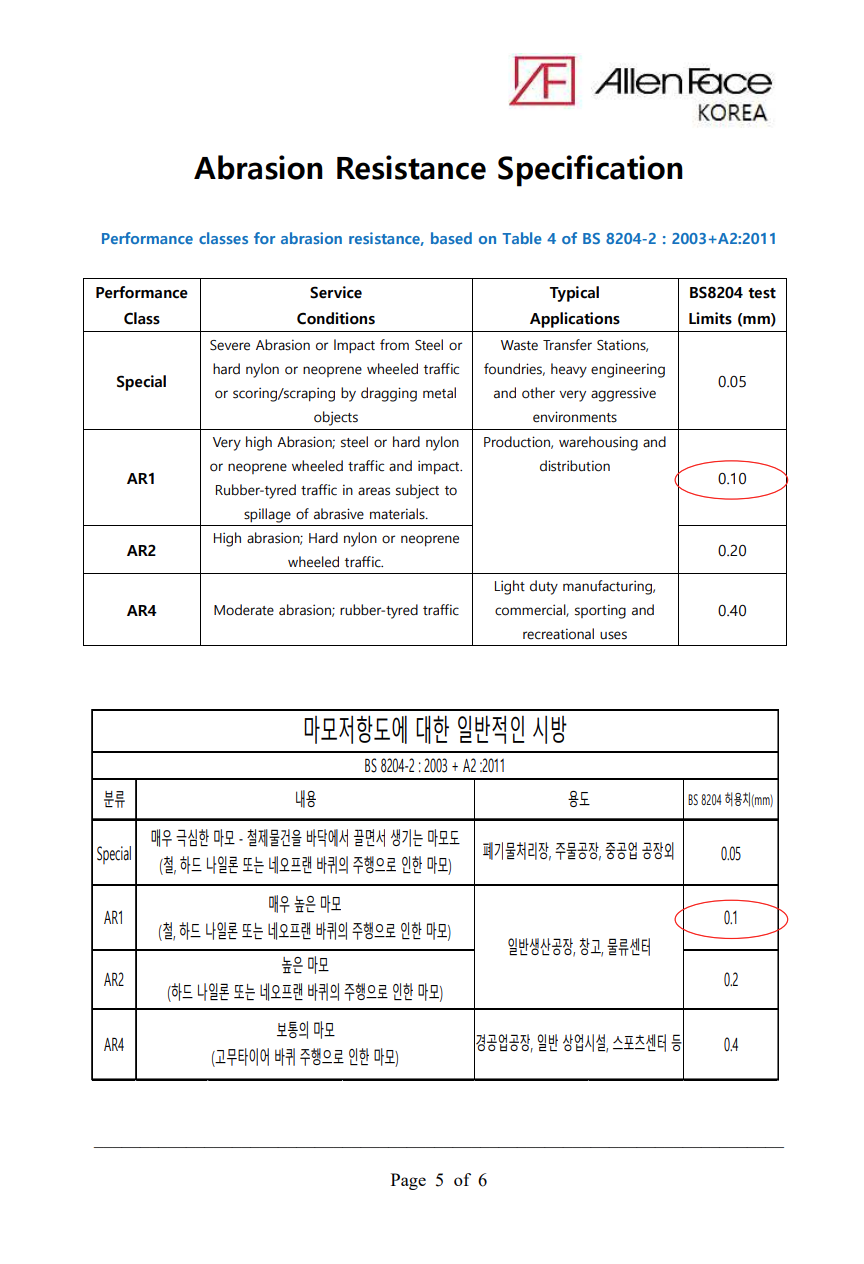 Allen Face
KOREA
Abrasion Resistance Specification
Performance classes for abrasion resistance, based on Table 4 of BS 8204-2 : 2003+A2:2011
Performance Class
Service Conditions
Typical Applications
BS8204 test Limits (mm)
Special
Severe Abrasion or Impact from Steel or
hard nylon or neoprene wheeled traffic
or scoring/scraping by dragging metal
objects
Waste Transfer Stations,
foundries, heavy engineering
and other very aggressive
environments
0.05
AR1
Very high Abrasion; steel or hard nylon
or neoprene wheeled traffic and impact.
Rubber-tyred traffic in areas subject to
spillage of abrasive materials.
Production, warehousing and
distribution
0.10
AR2
High abrasion; Hard nylon or neoprene
wheeled traffic.
0.20
AR4
Moderate abrasion; rubber-tyred traffic
Light duty manufacturing,
commercial, sporting and
recreational uses
0.40
마모저항도에 대한 일반적인 시방
BS 8204-2 : 2003 + A2 :2011
분류
내용
용도
BS 8204 허용치(mm)
Special
매우 극심한 마모 - 철제물건을 바닥에서 끌면서 생기는 마모도
(철, 하드 나일론 또는 네오프랜 바퀴의 주행으로 인한 마모)
폐기물처리장, 주물공장, 중공업 공장외
0.05
AR1
매우 높은 마모
(철, 하드 나일론 또는 네오프랜 바퀴의 주행으로 인한 마모)
일반생산공장, 창고, 물류센터
0.1
AR2
높은 마모
(하드 나일론 또는 네오프랜 바퀴의 주행으로 인한 마모)
0.2
AR4
보통의 마모
(고무타이어 바퀴 주행으로 인한 마모)
경공업공장, 일반 상업시설, 스포츠센터 등
0.4
Page 5 of 6